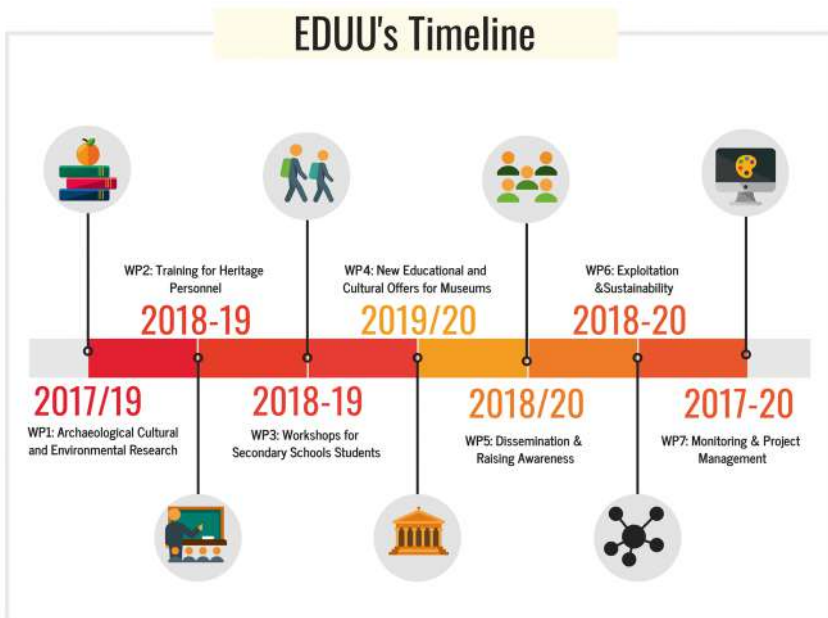 EDUU's Timeline
WP2: Training for Heritage
Personnel
2018-19
WP4: New Educational and
Cultural Offers for Museums
2019/20
WP6: Exploitation
&Sustainability
2018-20
2017/19
WP1: Archaeological Cultural
and Environmental Research
2018-19
WP3: Workshops for
Secondary Schools Students
2018/20
WP5: Dissemination &
Raising Awareness
2017-20
WP7: Monitoring & Project
Management